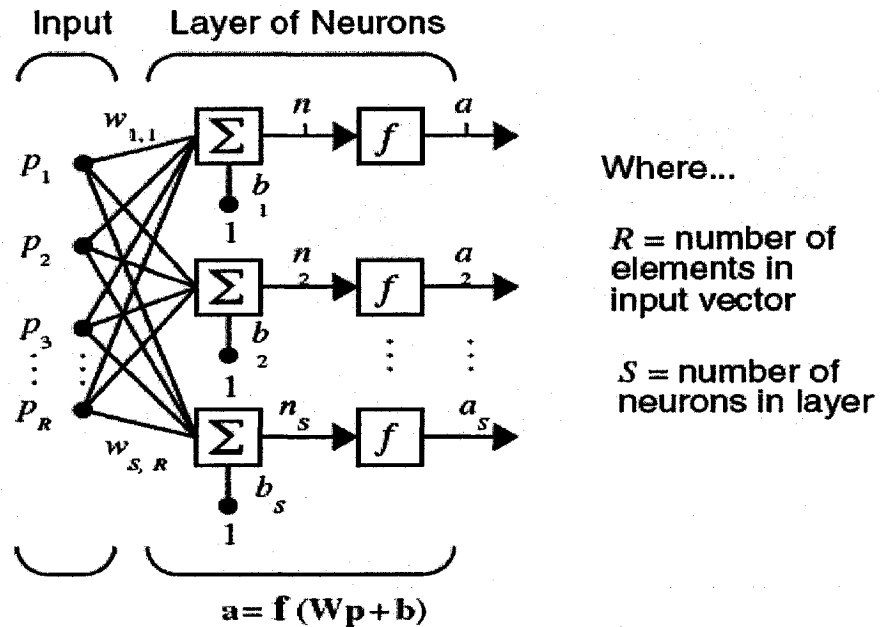 Input Layer of Neurons
w1,1 n1 a1
Σ f
p1 b1
1
Where...
p2 n2 a2
Σ f
R = number of
elements in
input vector
p3 b2
1
S = number of
neurons in layer
pR nS aS
Σ f
wS, R bS
1
a= f (Wp+b)